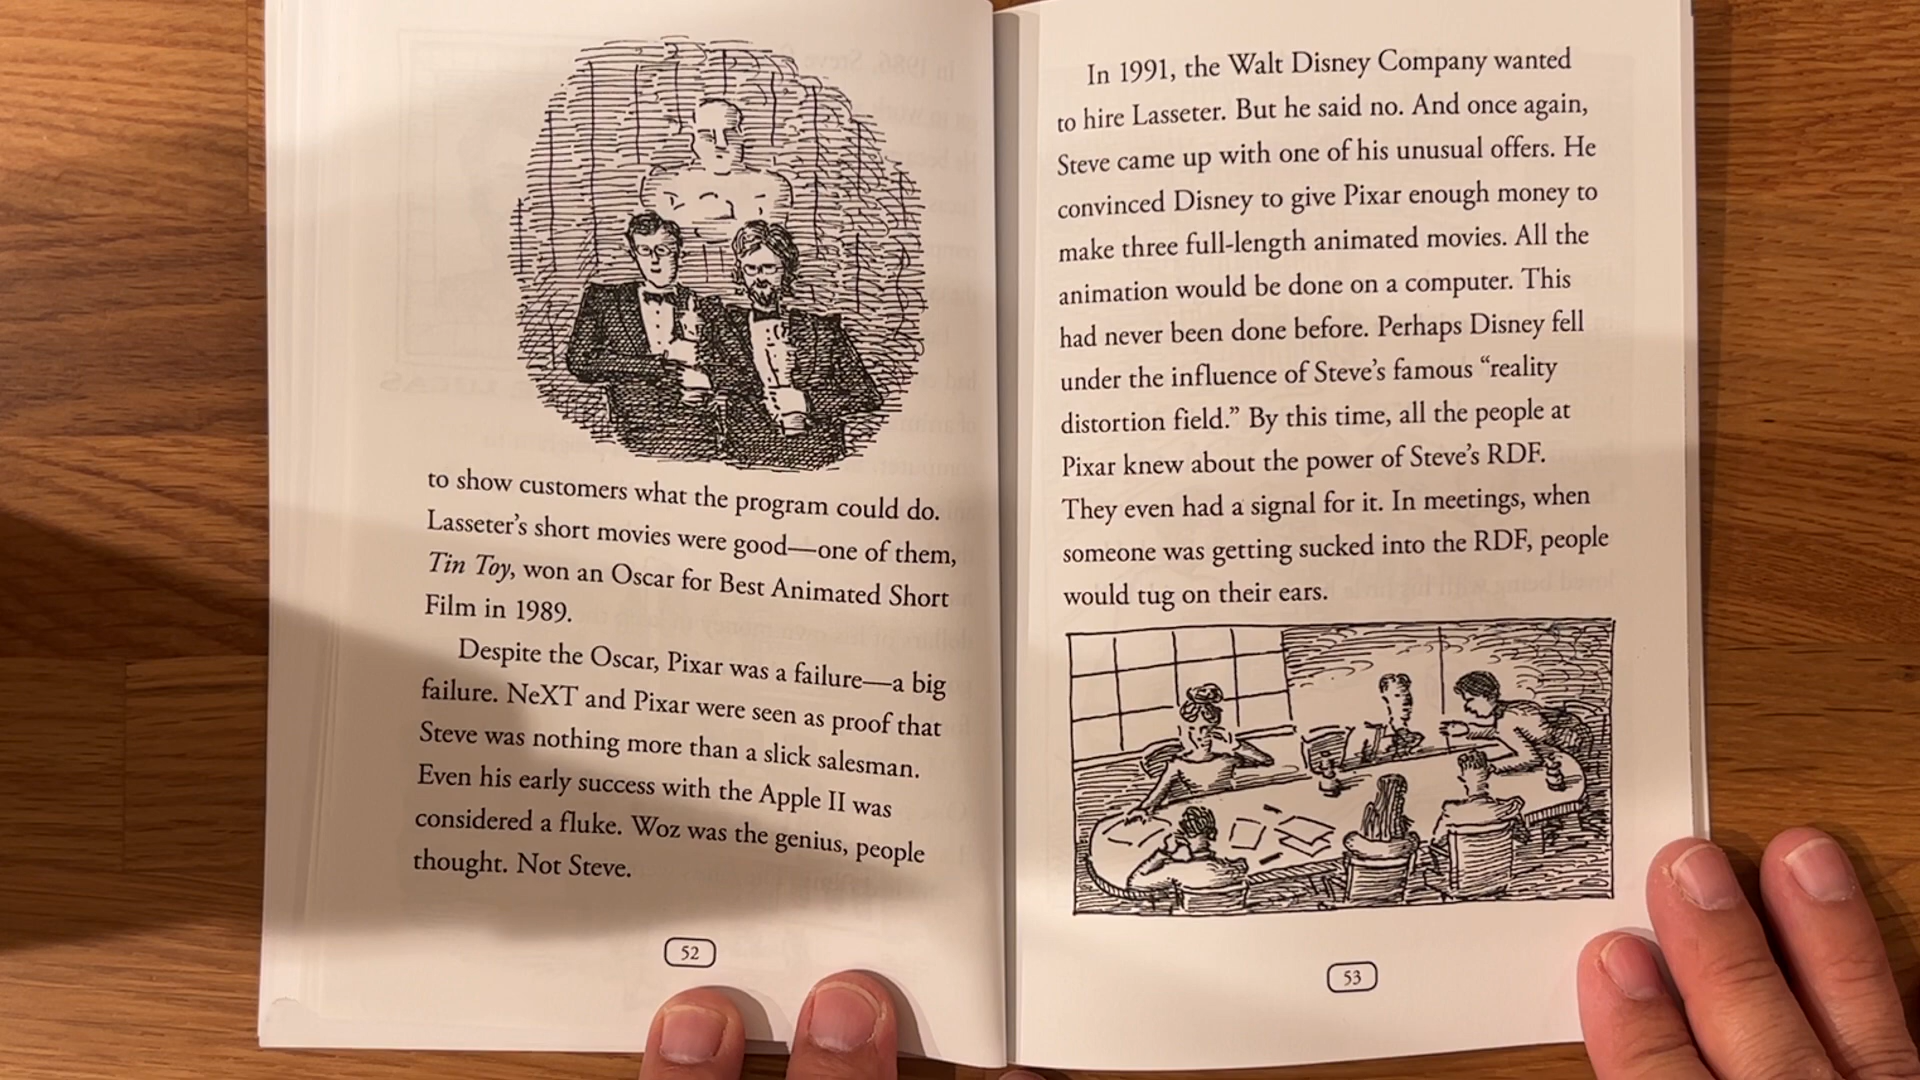 to show customers what the program could do.
Lasseter's short movies were good—one of them,
Tin Toy, won an Oscar for Best Animated Short
Film in 1989.
Despite the Oscar, Pixar was a failure—a big
failure. NeXT and Pixar were seen as proof that
Steve was nothing more than a slick salesman.
Even his early success with the Apple II was
considered a fluke. Woz was the genius, people
thought. Not Steve.
52
In 1991, the Walt Disney Company wanted
to hire Lasseter. But he said no. And once again,
Steve came up with one of his unusual offers. He
convinced Disney to give Pixar enough money to
make three full-length animated movies. All the
animation would be done on a computer. This
had never been done before. Perhaps Disney fell
under the influence of Steve's famous “reality
distortion field.” By this time, all the people at
Pixar knew about the power of Steve's RDF.
They even had a signal for it. In meetings, when
someone was getting sucked into the RDF, people
would tug on their ears.
53